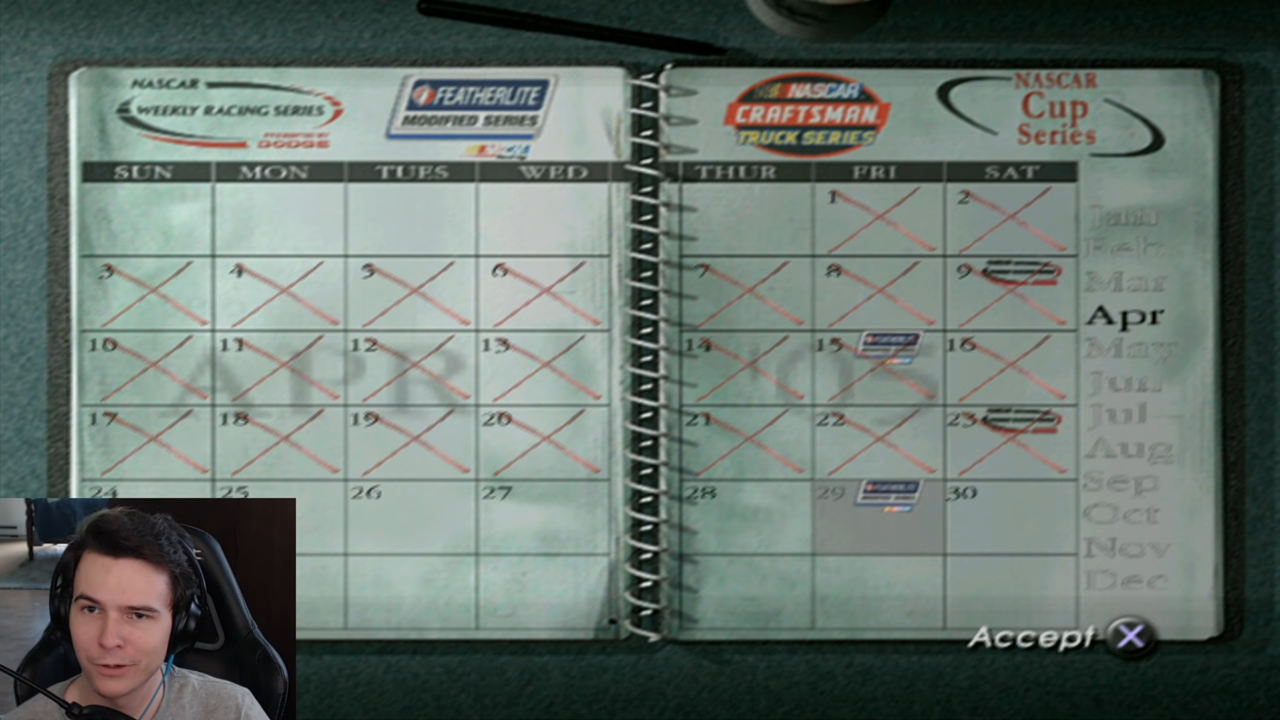 NASCAR
WEEKLY RACING SERIES
DODGE
FEATHERLITE
MODIFIED SERIES
NASCAR
CRAFTSMAN
TRUCK SERIES
NASCAR
Cup
Series
SUN MON TUES WED THUR FRI SAT
1 2
3 4 5 6 7 8 9
10 11 12 13 14 15 16
17 18 19 20 21 22 23
24 25 26 27 28 29 30
APR '05
Jan
Feb
Mar
Apr
May
Jun
Jul
Aug
Sep
Oct
Nov
Dec
Accept X